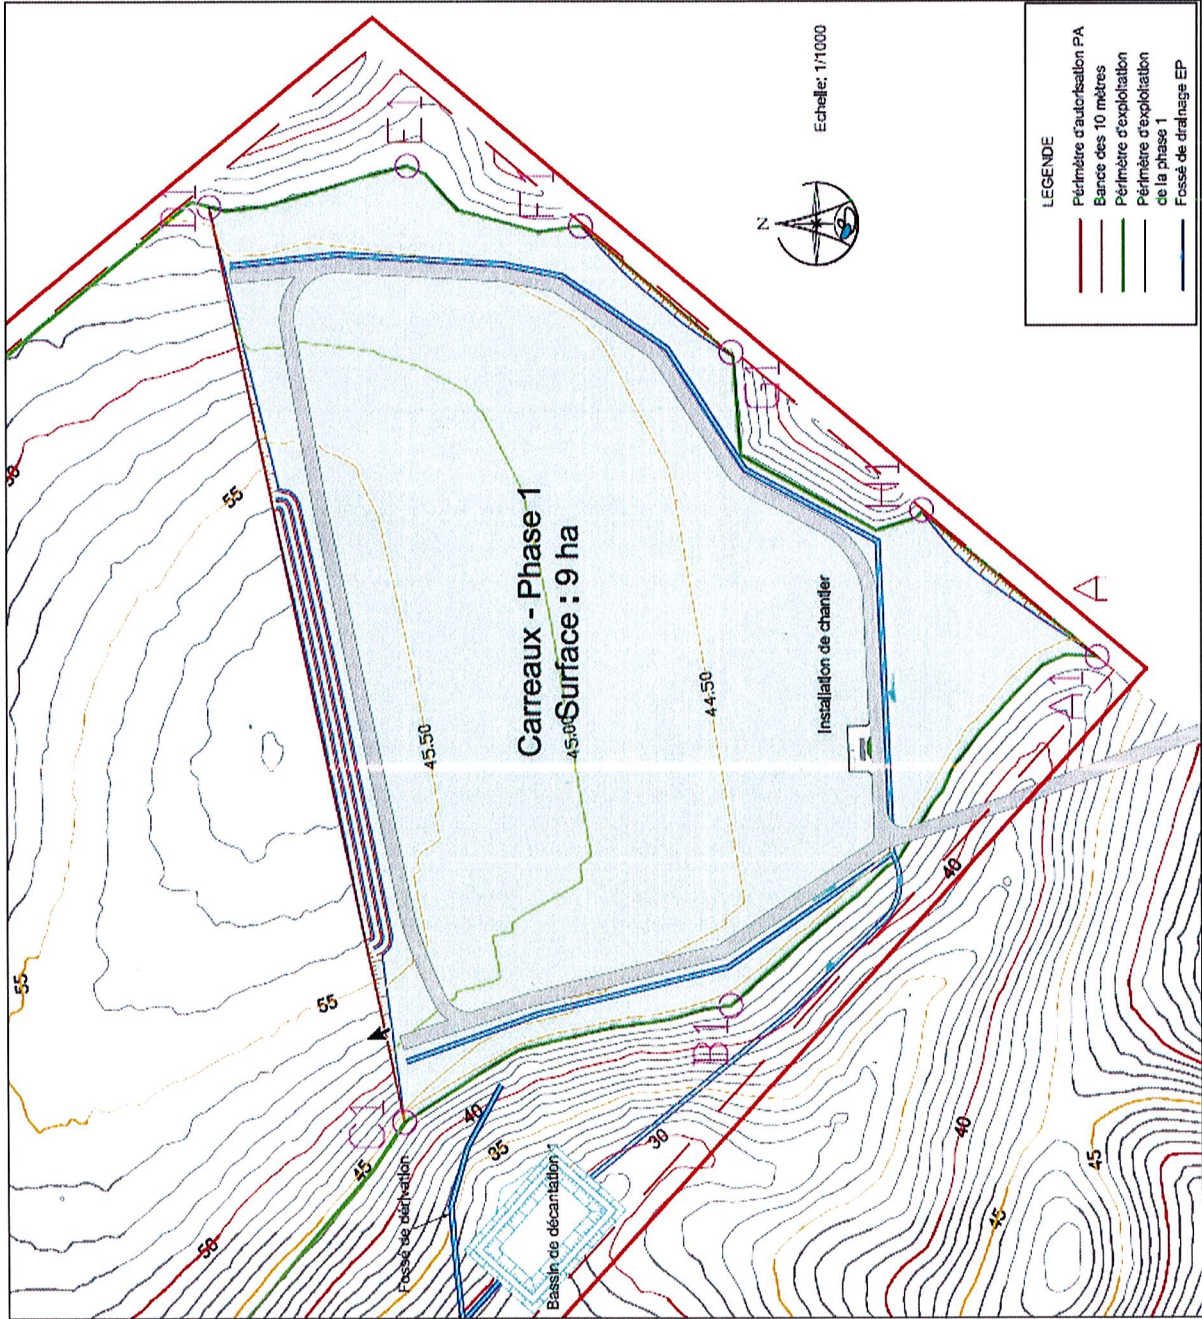 D1
E1
F1
G1
H1
A
A1
B1
C1
50
55
55
55
50
45
40
35
30
40
40
45
45
45.50
45.00
44.50
Carreaux - Phase 1
Surface : 9 ha
Installation de chantier
Fossé de dérivation
Bassin de décantation 1
N
Echelle: 1/1000
LEGENDE
Périmètre d'autorisation PA
Bande des 10 mètres
Périmètre d'exploitation
Périmètre d'exploitation
de la phase 1
Fossé de drainage EP